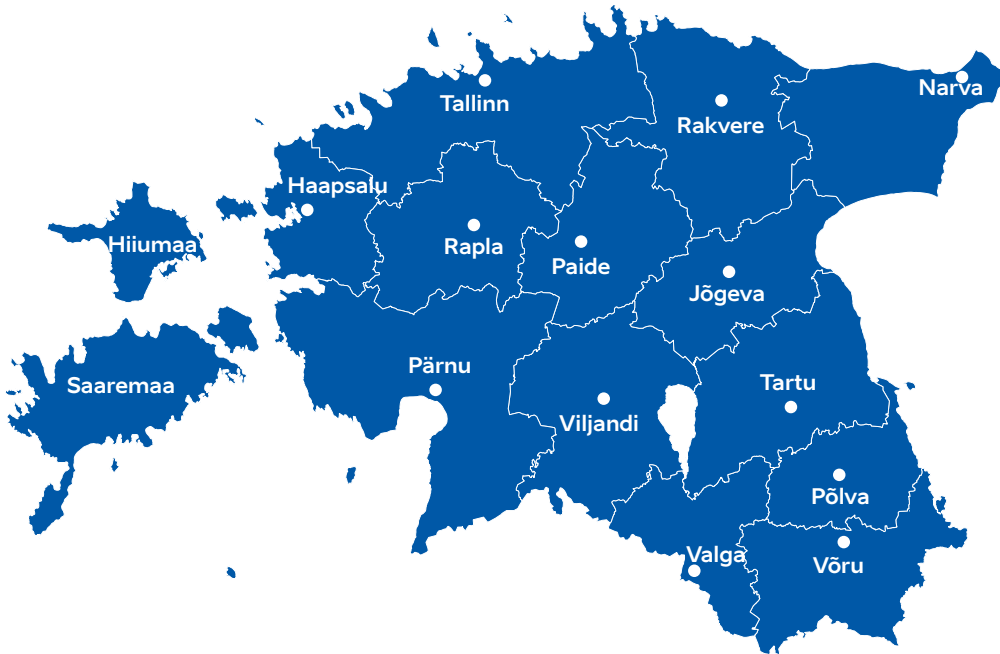 Narva
Tallinn
Rakvere
Haapsalu
Hiiumaa
Rapla
Paide
Jõgeva
Pärnu
Saaremaa
Tartu
Viljandi
Põlva
Valga
Võru